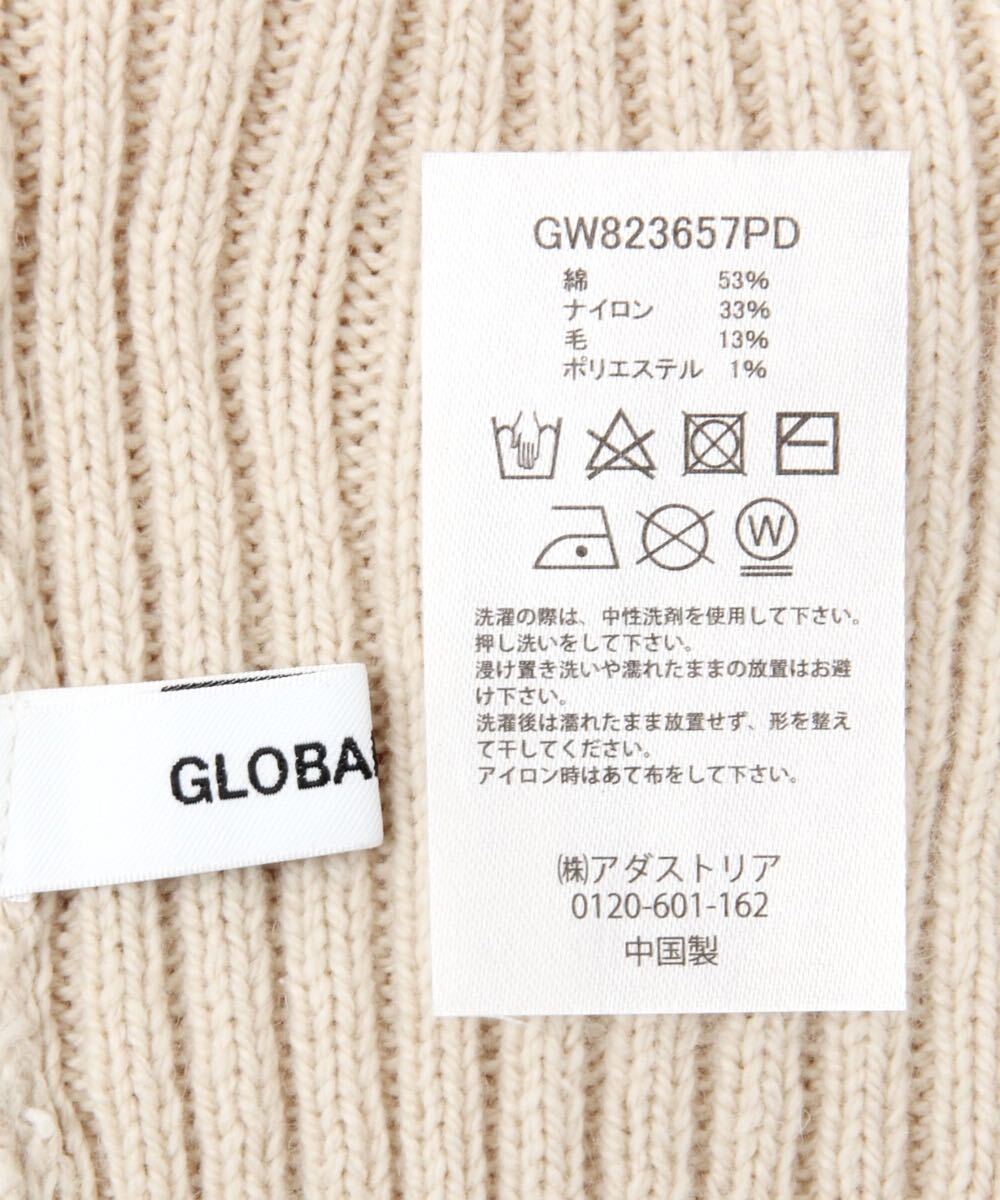 GW823657PD
綿 53%
ナイロン 33%
毛 13%
ポリエステル 1%
W
洗濯の際は、中性洗剤を使用して下さい。
押し洗いをして下さい。
浸け置き洗いや濡れたままの放置はお避
け下さい。
洗濯後は濡れたまま放置せず、形を整え
て干してください。
アイロン時はあて布をして下さい。
㈱アダストリア
0120-601-162
中国製
GLOBA